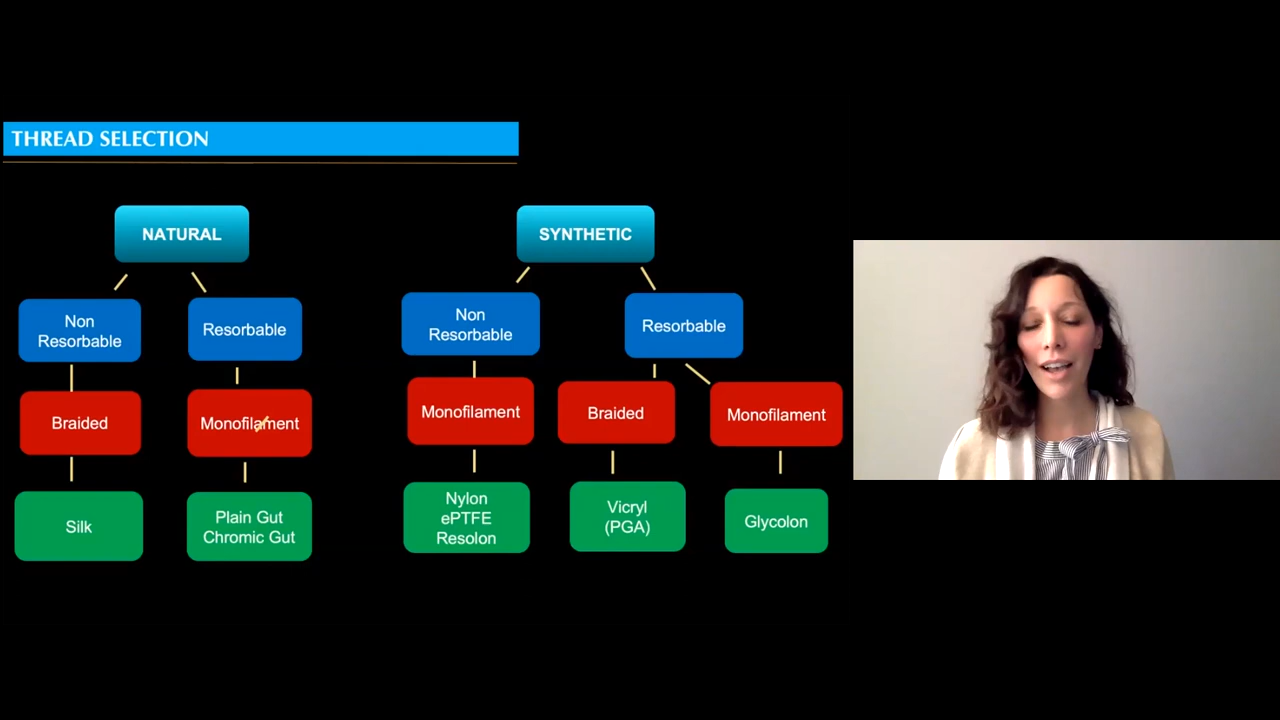 THREAD SELECTION
NATURAL
SYNTHETIC
Non
Resorbable
Resorbable
Non
Resorbable
Resorbable
Braided
Monofilament
Monofilament
Braided
Monofilament
Silk
Plain Gut
Chromic Gut
Nylon
ePTFE
Resolon
Vicryl
(PGA)
Glycolon